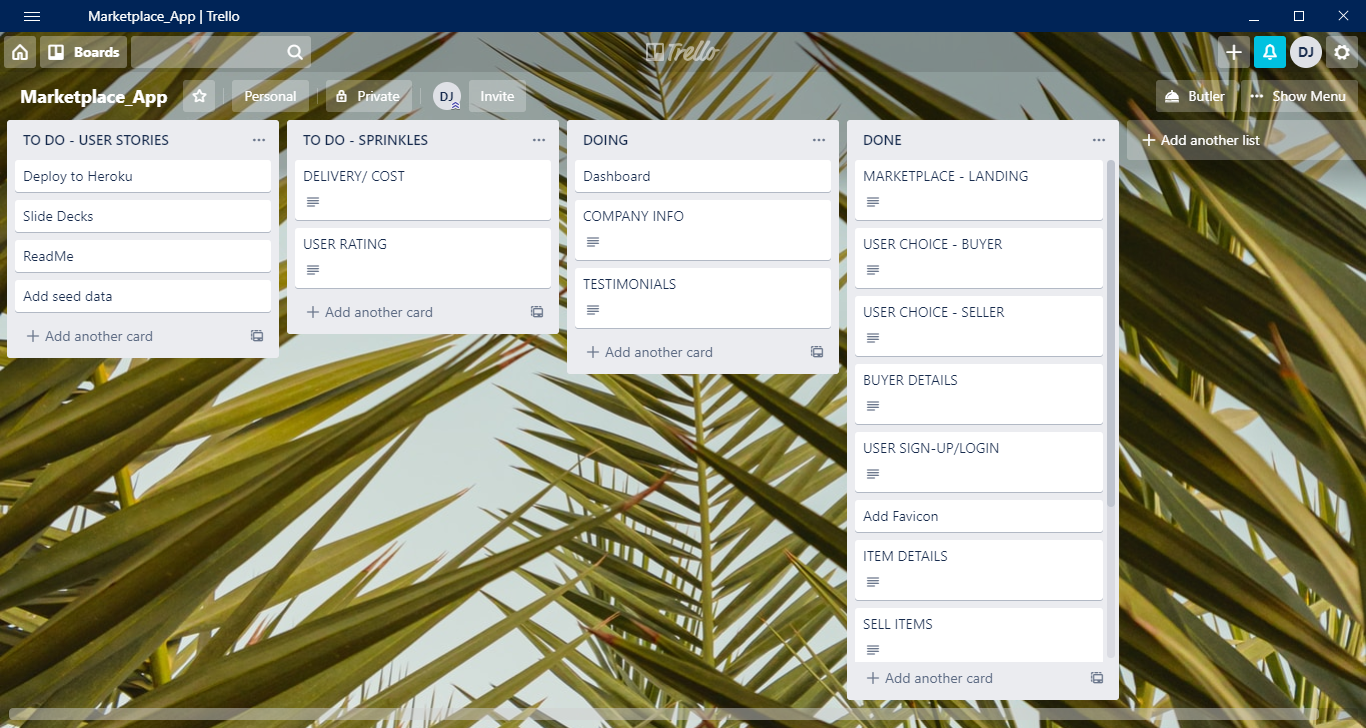 Marketplace_App | Trello
Boards
Trello
DJ
Marketplace_App
Personal
Private
DJ
Invite
Butler
··· Show Menu
TO DO - USER STORIES ···
Deploy to Heroku
Slide Decks
ReadMe
Add seed data
+ Add another card
TO DO - SPRINKLES ···
DELIVERY/ COST
USER RATING
+ Add another card
DOING ···
Dashboard
COMPANY INFO
TESTIMONIALS
+ Add another card
DONE ···
MARKETPLACE - LANDING
USER CHOICE - BUYER
USER CHOICE - SELLER
BUYER DETAILS
USER SIGN-UP/LOGIN
Add Favicon
ITEM DETAILS
SELL ITEMS
+ Add another card
+ Add another list